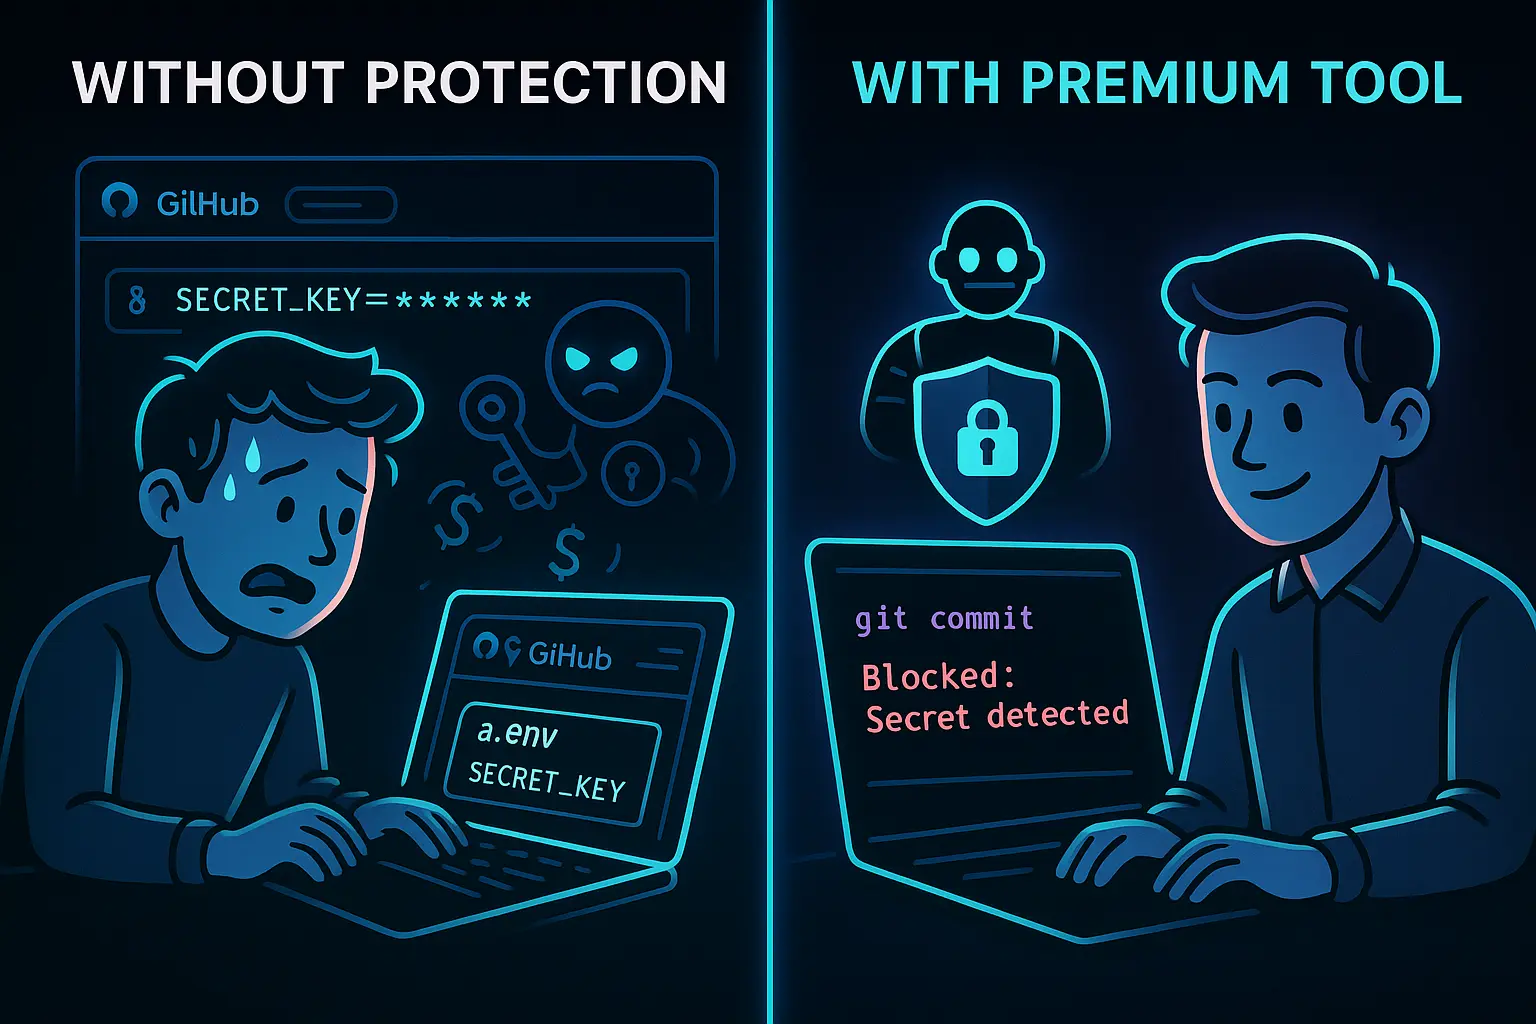 WITHOUT PROTECTION
GilHub
SECRET_KEY=******
GiHub
a.env
SECRET_KEY
$
$
WITH PREMIUM TOOL
git commit
Blocked:
Secret detected